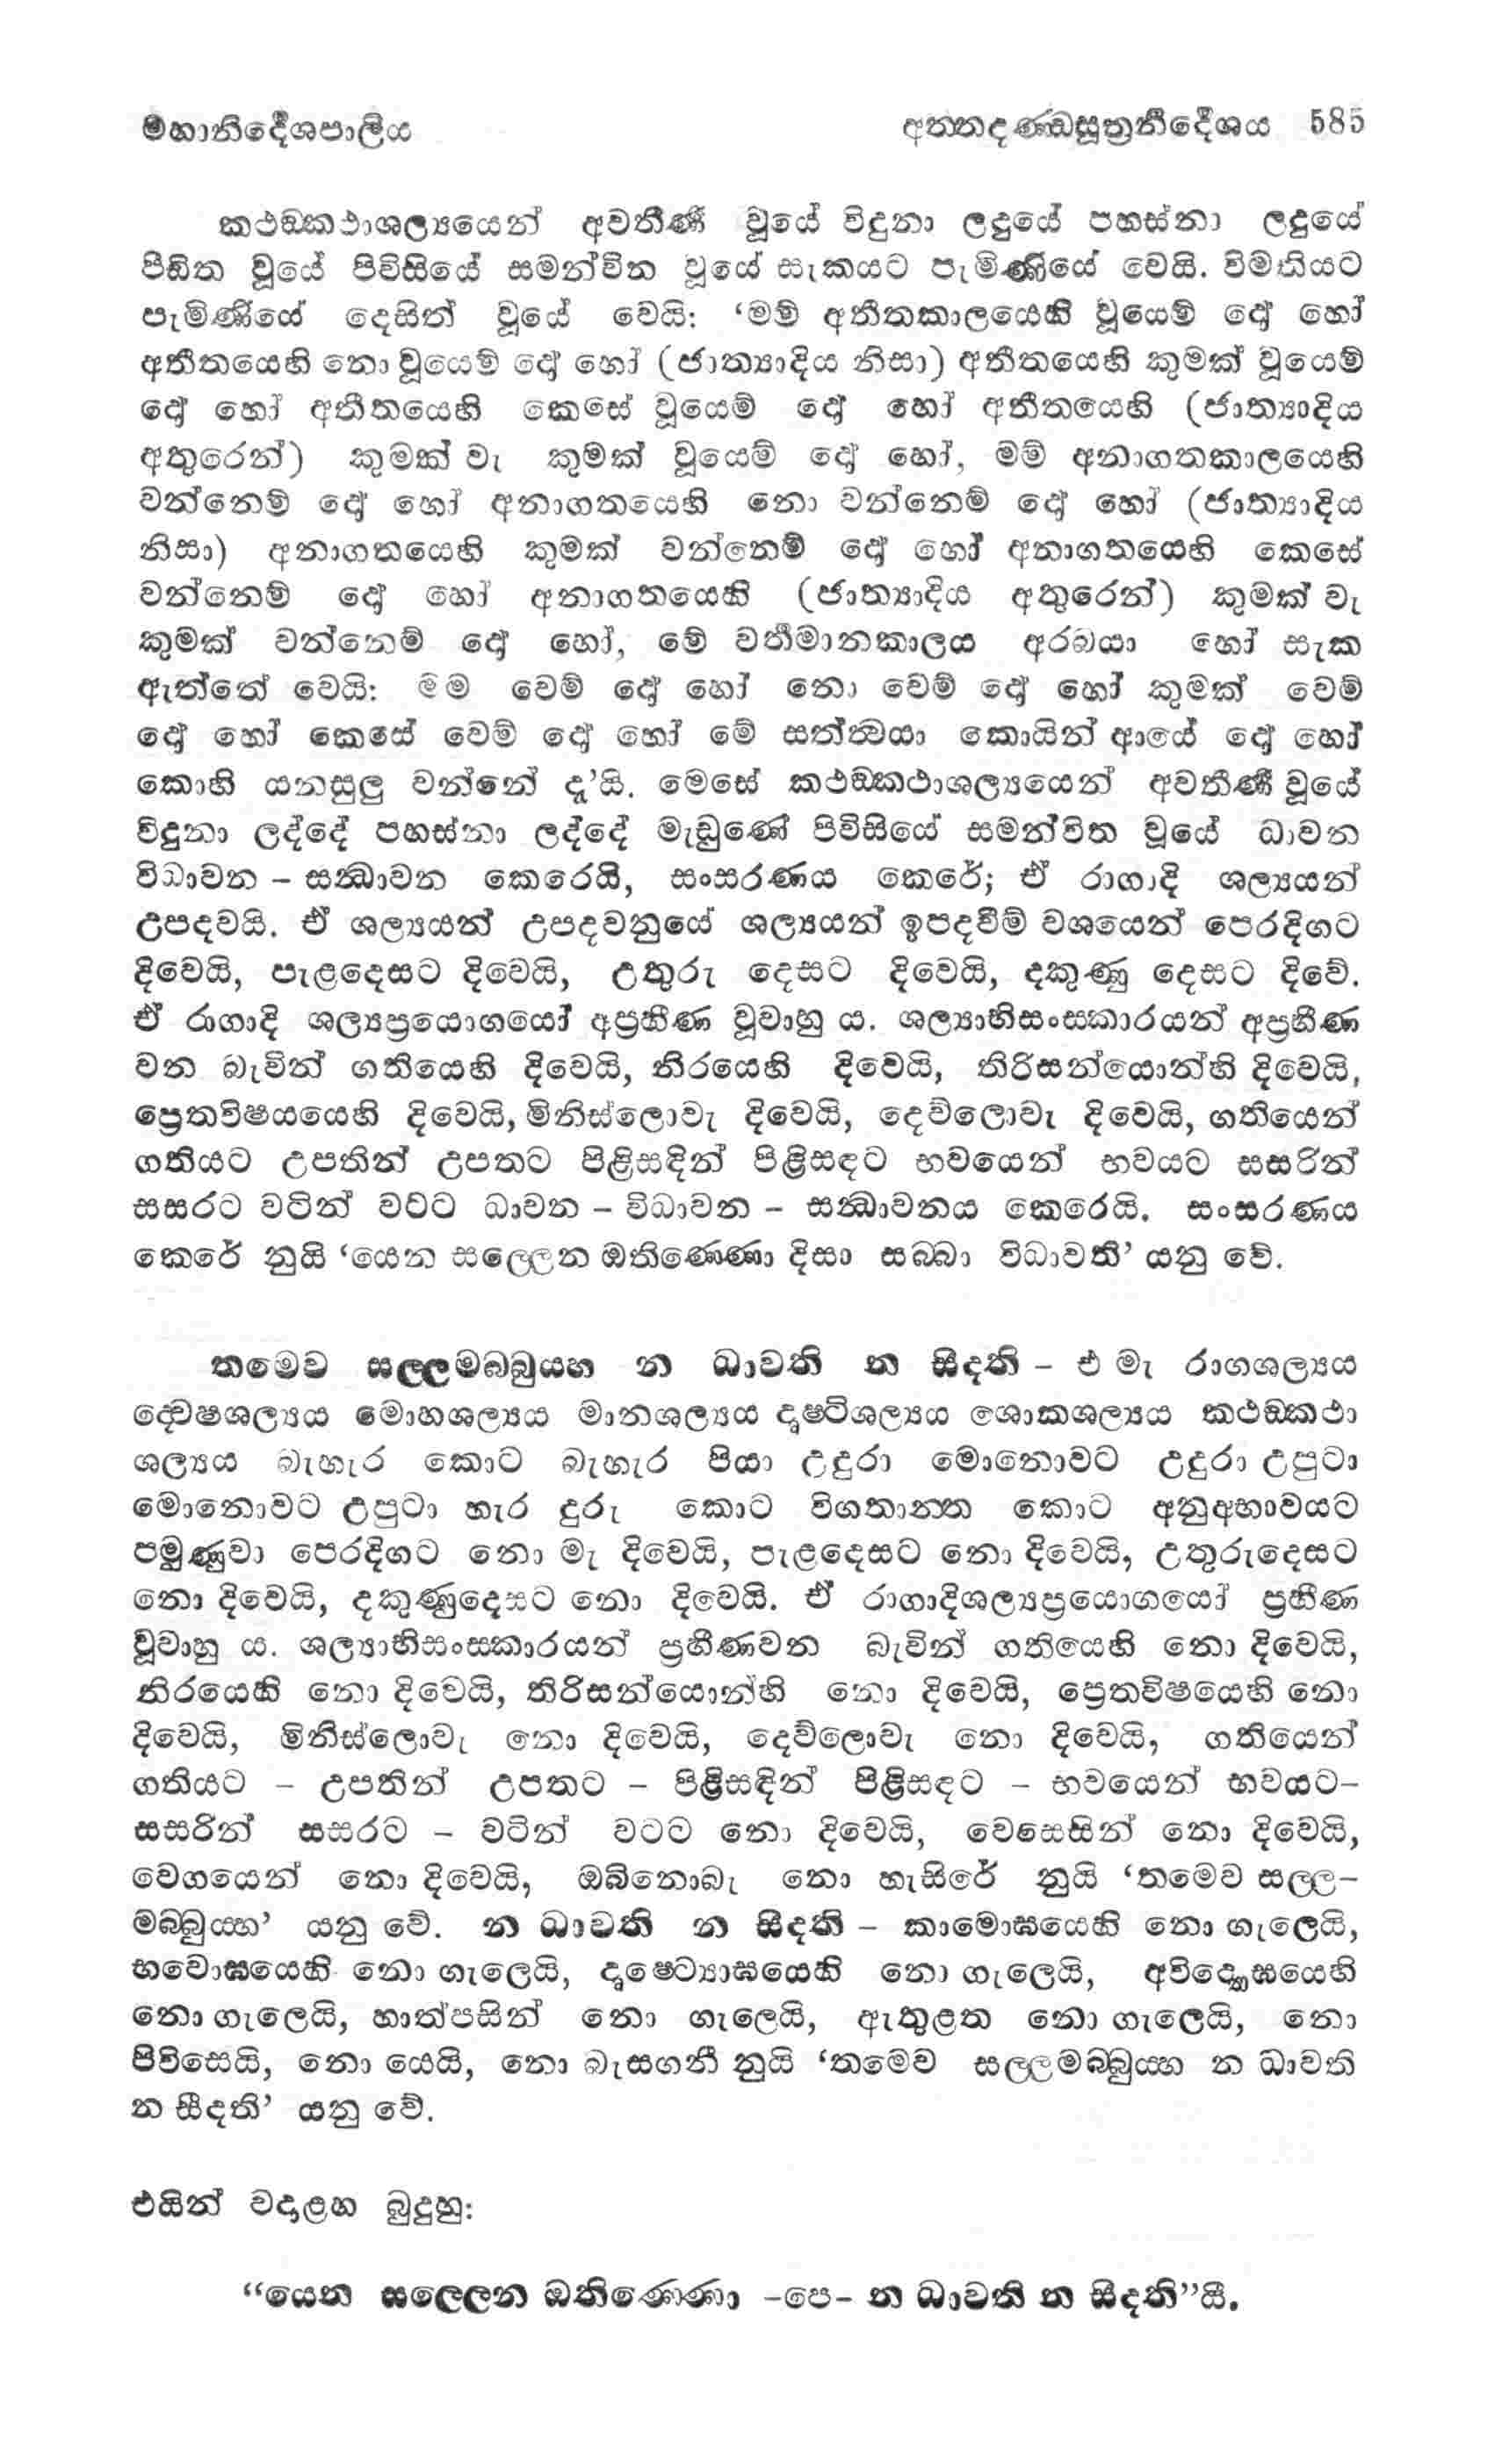 මහානිර්දේශපාලිය අත්තදණ්ඩසූත්‍රනිර්දේශය 585
කථඞ්කථාශල්‍යයෙන් අවතීර්ණ වූයේ විදුනා ලදුයේ පහස්නා ලදුයේ
පීඩිත වූයේ පිවිසියේ සමන්විත වූයේ සැකයට පැමිණියේ වෙයි. විමතියට
පැමිණියේ දෙසිත් වූයේ වෙයි: ‘මම් අතීතකාලයෙහි වූයෙම් දෝ හෝ
අතීතයෙහි නො වූයෙම් දෝ හෝ (ජාත්‍යාදිය නිසා) අතීතයෙහි කුමක් වූයෙම්
දෝ හෝ අතීතයෙහි කෙසේ වූයෙම් දෝ හෝ අතීතයෙහි (ජාත්‍යාදිය
අතුරෙන්) කුමක් වැ කුමක් වූයෙම් දෝ හෝ, මම් අනාගතකාලයෙහි
වන්නෙම් දෝ හෝ අනාගතයෙහි නො වන්නෙම් දෝ හෝ (ජාත්‍යාදිය
නිසා) අනාගතයෙහි කුමක් වන්නෙම් දෝ හෝ අනාගතයෙහි කෙසේ
වන්නෙම් දෝ හෝ අනාගතයෙහි (ජාත්‍යාදිය අතුරෙන්) කුමක් වැ
කුමක් වන්නෙම් දෝ හෝ, මේ වර්තමානකාලය අරබයා හෝ සැක
ඇත්තේ වෙයි: මම වෙම් දෝ හෝ නො වෙම් දෝ හෝ කුමක් වෙම්
දෝ හෝ කෙසේ වෙම් දෝ හෝ මේ සත්ත්වයා කොයින් ආයේ දෝ හෝ
කොහි යනසුලු වන්නේ දූ’යි. මෙසේ කථඞ්කථාශල්‍යයෙන් අවතීර්ණ වූයේ
විදුනා ලද්දේ පහස්නා ලද්දේ මැඩුණේ පිවිසියේ සමන්විත වූයේ ධාවන
විධාවන – සන්ධාවන කෙරෙයි, සංසරණය කෙරේ; ඒ රාගාදි ශල්‍යයන්
උපදවයි. ඒ ශල්‍යයන් උපදවනුයේ ශල්‍යයන් ඉපදවීම් වශයෙන් පෙරදිගට
දිවෙයි, පැළදෙසට දිවෙයි, උතුරු දෙසට දිවෙයි, දකුණු දෙසට දිවේ.
ඒ රාගාදි ශල්‍යප්‍රයොගයෝ අප්‍රහීණ වූවාහු ය. ශල්‍යාභිසංස්කාරයන් අප්‍රහීණ
වන බැවින් ගතියෙහි දිවෙයි, නිරයෙහි දිවෙයි, තිරිසන්යොන්හි දිවෙයි,
ප්‍රෙතවිෂයයෙහි දිවෙයි, මිනිස්ලොවැ දිවෙයි, දෙව්ලොවැ දිවෙයි, ගතියෙන්
ගතියට උපතින් උපතට පිළිසඳින් පිළිසඳට භවයෙන් භවයට සසරින්
සසරට වටින් වට්ට ධාවන – විධාවන – සන්ධාවනය කෙරෙයි. සංසරණය
කෙරේ නුයි ‘යෙන සල්ලෙන ඔතිණ්ණො දිසා සබ්බා විධාවති’ යනු වේ.
තමෙව සල්ලමබ්බුය්හ න ධාවති න සීදති – එ මැ රාගශල්‍යය
ද්වෙෂශල්‍යය මොහශල්‍යය මානශල්‍යය දෘෂ්ටිශල්‍යය ශොකශල්‍යය කථඞ්කථා
ශල්‍යය බැහැර කොට බැහැර පියා උදුරා මොනොවට උදුරා උපුටා
මොනොවට උපුටා හැර දුරු කොට විගතාන්ත කොට අනුඅභාවයට
පමුණුවා පෙරදිගට නො මැ දිවෙයි, පැළදෙසට නො දිවෙයි, උතුරුදෙසට
නො දිවෙයි, දකුණුදෙසට නො දිවෙයි. ඒ රාගාදිශල්‍යප්‍රයොගයෝ ප්‍රහීණ
වූවාහු ය. ශල්‍යාභිසංස්කාරයන් ප්‍රහීණවන බැවින් ගතියෙහි නො දිවෙයි,
නිරයෙහි නො දිවෙයි, තිරිසන්යොන්හි නො දිවෙයි, ප්‍රෙතවිෂයෙහි නො
දිවෙයි, මිනිස්ලොවැ නො දිවෙයි, දෙව්ලොවැ නො දිවෙයි, ගතියෙන්
ගතියට – උපතින් උපතට – පිළිසඳින් පිළිසඳට – භවයෙන් භවයට–
සසරින් සසරට – වටින් වටට නො දිවෙයි, වෙසෙසින් නො දිවෙයි,
වෙගයෙන් නො දිවෙයි, ඔබිනොබැ නො හැසිරේ නුයි ‘තමෙව සල්ල–
මබ්බුය්හ’ යනු වේ. න ධාවති න සීදති – කාමොඝයෙහි නො ගැලෙයි,
භවොඝයෙහි නො ගැලෙයි, දෘෂ්ට්‍යොඝයෙහි නො ගැලෙයි, අවිද්‍යොඝයෙහි
නො ගැලෙයි, හාත්පසින් නො ගැලෙයි, ඇතුළත නො ගැලෙයි, නො
පිවිසෙයි, නො යෙයි, නො බැසගනී නුයි ‘තමෙව සල්ලමබ්බුය්හ න ධාවති
න සීදති’ යනු වේ.
එයින් වදාළහ බුදුහු:
“යෙන සල්ලෙන ඔතිණ්ණො –පෙ– න ධාවති න සීදති”යී.